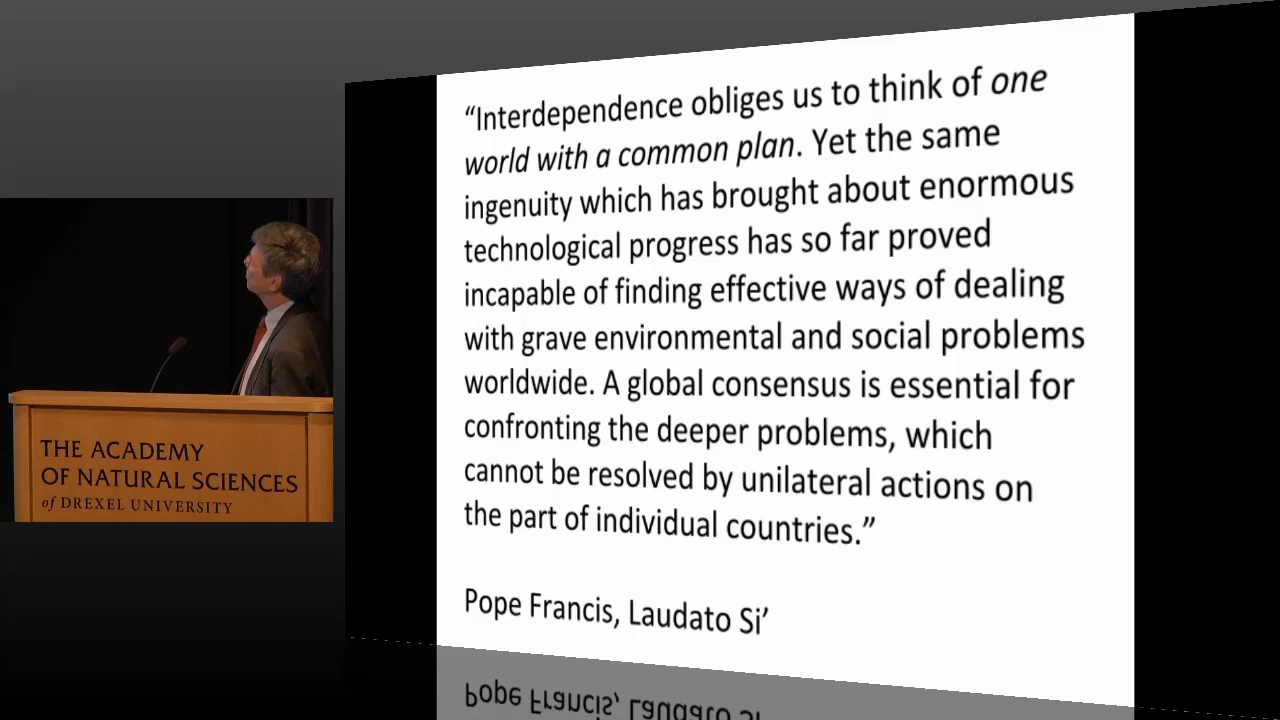 “Interdependence obliges us to think of one
world with a common plan. Yet the same
ingenuity which has brought about enormous
technological progress has so far proved
incapable of finding effective ways of dealing
with grave environmental and social problems
worldwide. A global consensus is essential for
confronting the deeper problems, which
cannot be resolved by unilateral actions on
the part of individual countries.”
Pope Francis, Laudato Si’
THE ACADEMY
OF NATURAL SCIENCES
of DREXEL UNIVERSITY